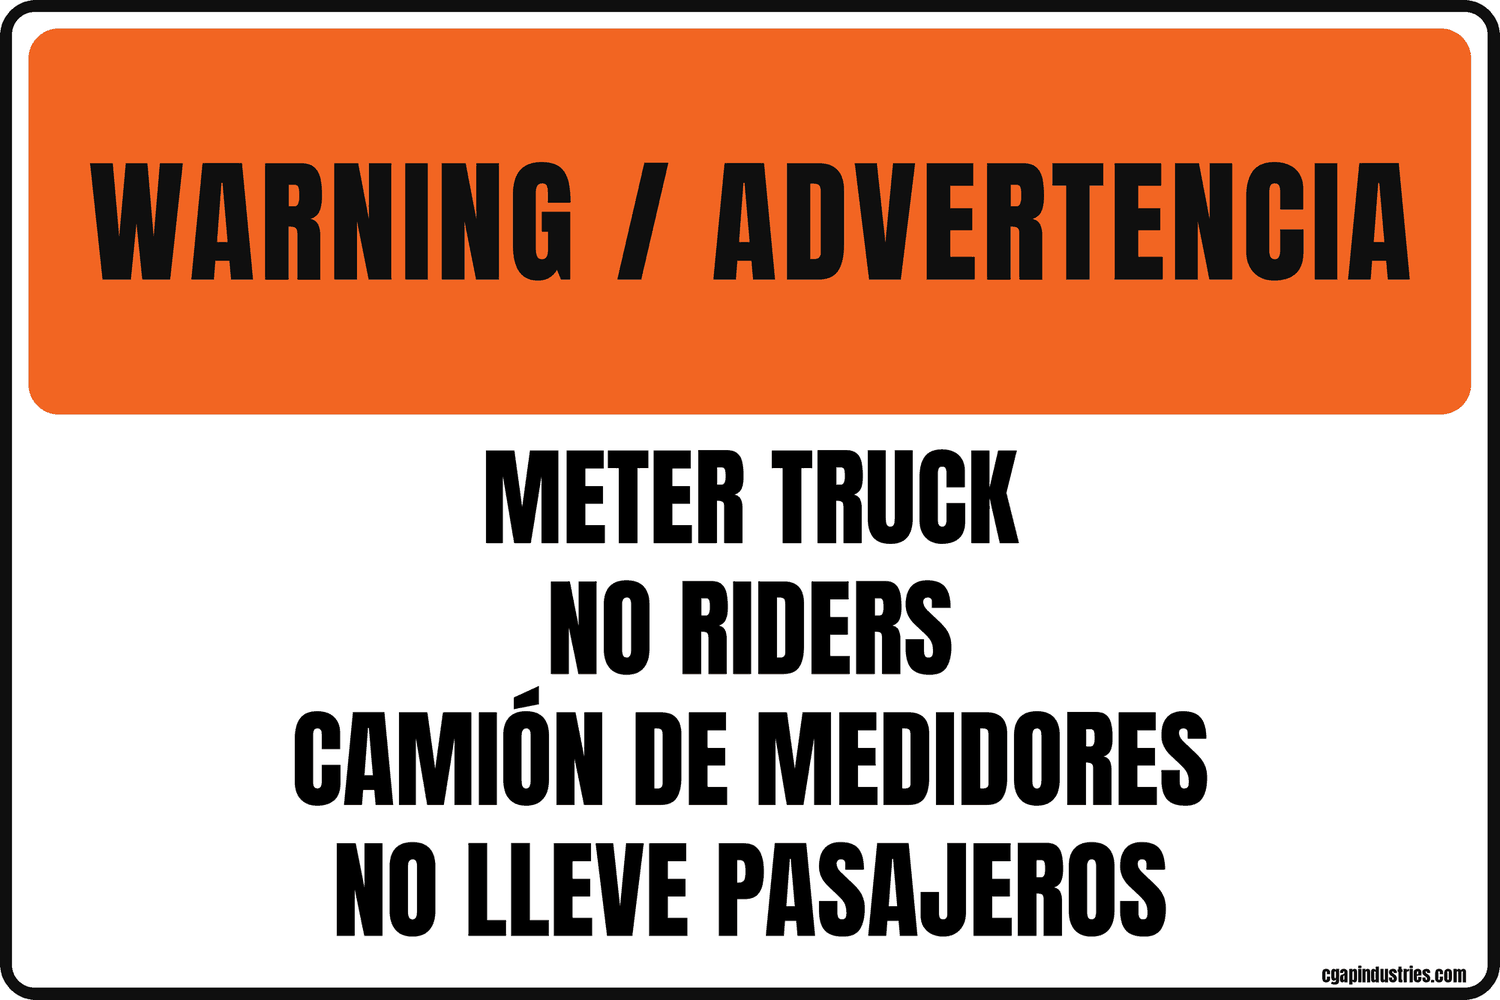 WARNING / ADVERTENCIA
METER TRUCK
NO RIDERS
CAMIÓN DE MEDIDORES
NO LLEVE PASAJEROS
cgapindustries.com